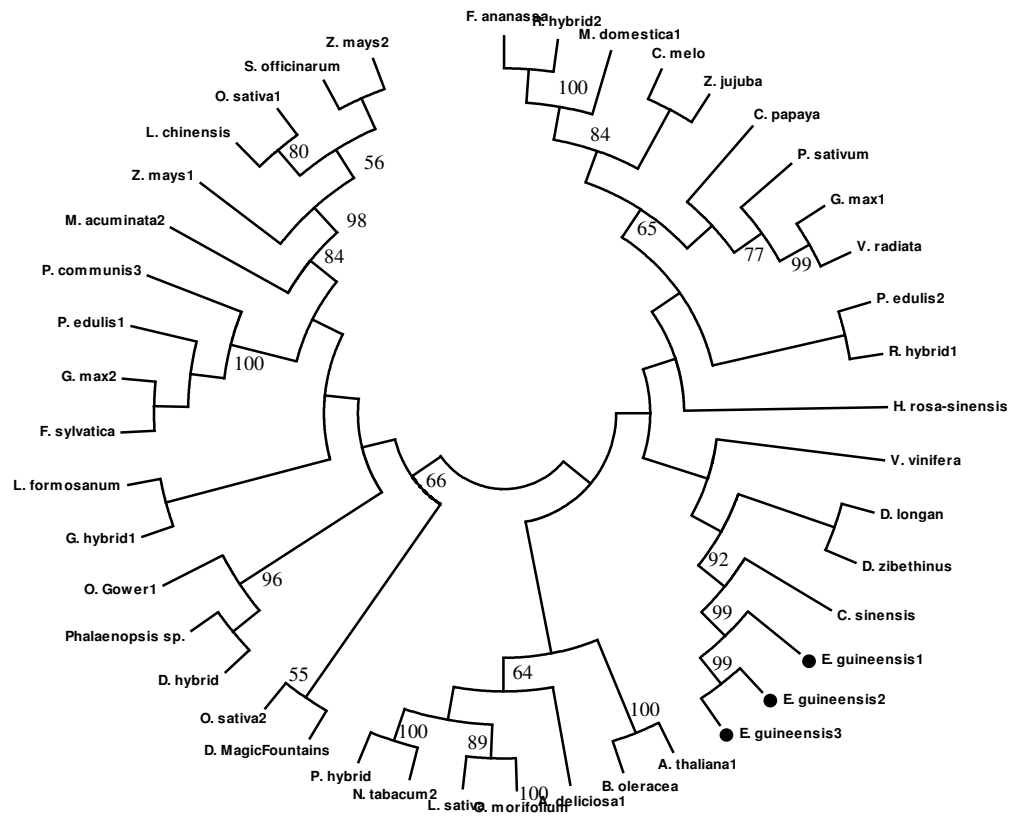 F. ananassa
R. hybrid2
M. domestica1
C. melo
Z. jujuba
C. papaya
P. sativum
G. max1
V. radiata
P. edulis2
R. hybrid1
H. rosa-sinensis
V. vinifera
D. longan
D. zibethinus
C. sinensis
E. guineensis1
E. guineensis2
E. guineensis3
A. thaliana1
B. oleracea
A. deliciosa1
C. morifolium
L. sativa
N. tabacum2
P. hybrid
D. MagicFountains
O. sativa2
D. hybrid
Phalaenopsis sp.
O. Gower1
G. hybrid1
L. formosanum
F. sylvatica
G. max2
P. edulis1
P. communis3
M. acuminata2
Z. mays1
L. chinensis
O. sativa1
S. officinarum
Z. mays2
100
84
65
77
99
92
99
99
100
64
100
89
100
55
66
96
100
84
98
56
80